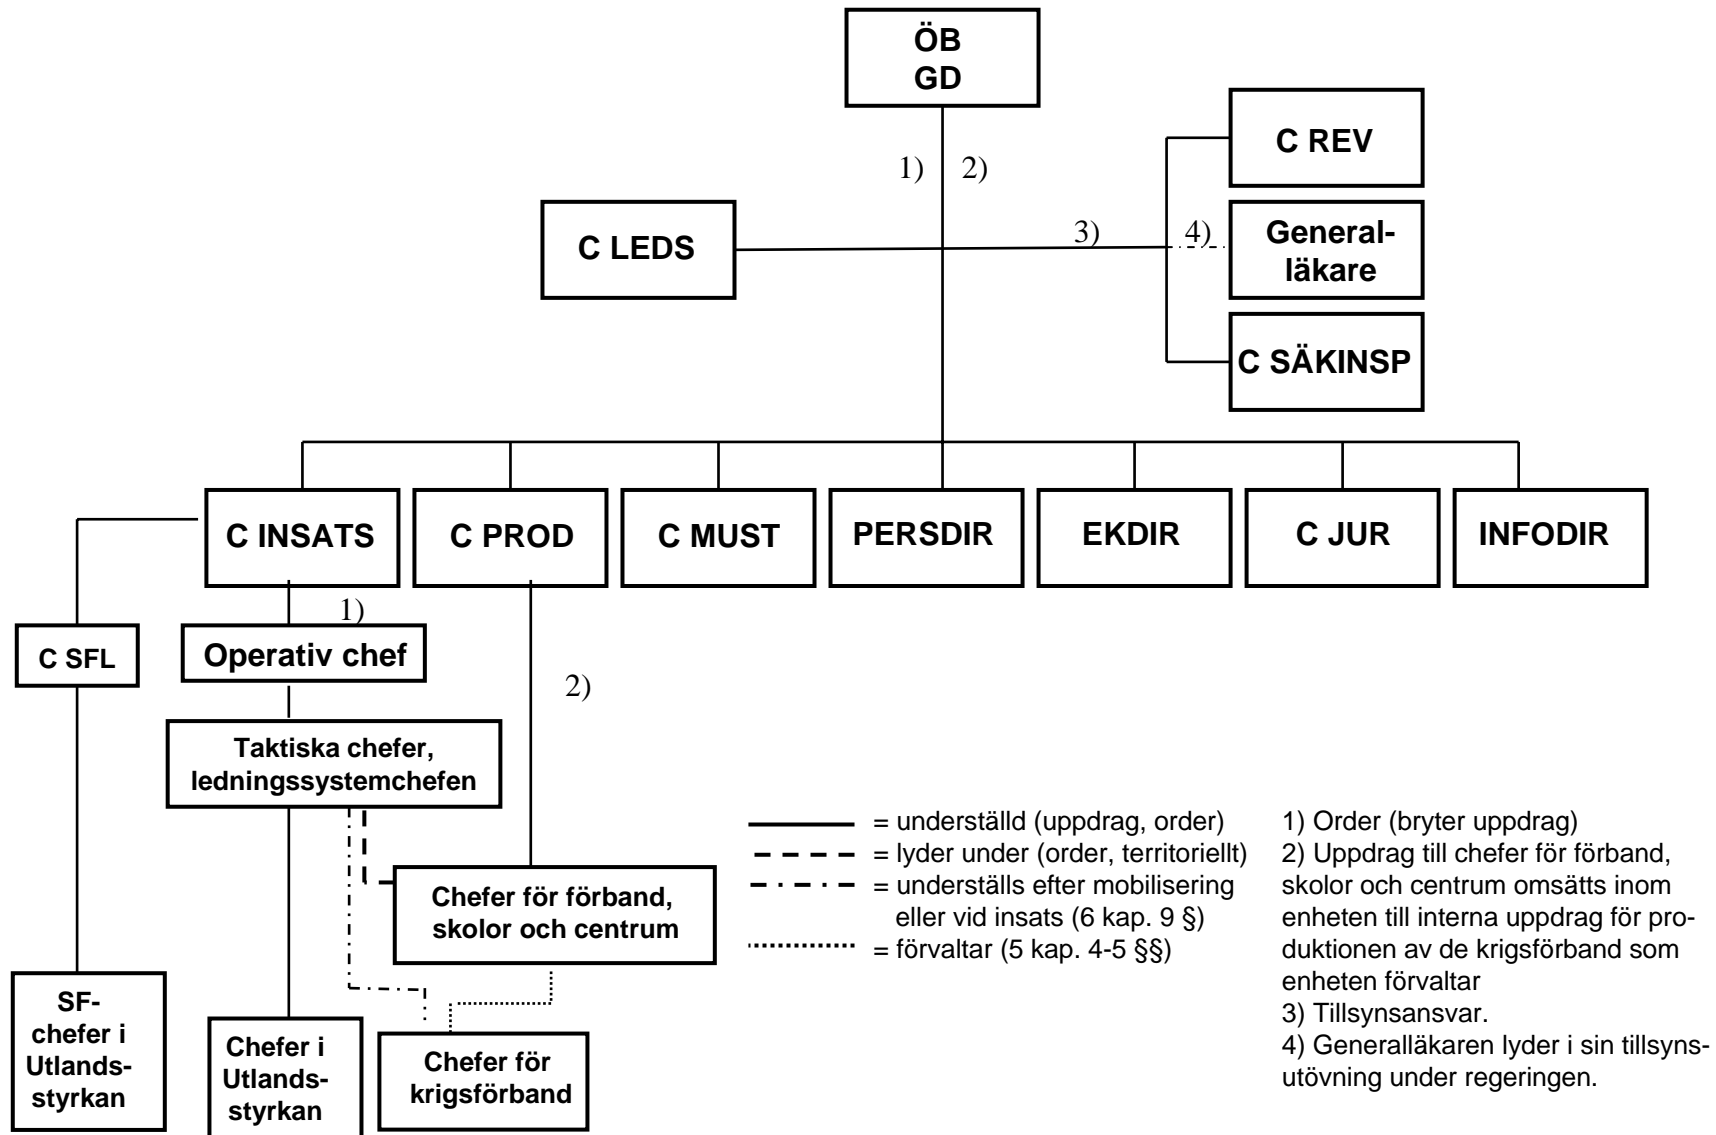 ÖB
GD
C REV
1)
2)
C LEDS
3)
4)
General-
läkare
C SÄKINSP
C INSATS
C PROD
C MUST
PERSDIR
EKDIR
C JUR
INFODIR
1)
C SFL
Operativ chef
2)
Taktiska chefer,
ledningssystemchefen
Chefer för förband,
skolor och centrum
SF-
chefer i
Utlands-
styrkan
Chefer i
Utlands-
styrkan
Chefer för
krigsförband
= underställd (uppdrag, order)
= lyder under (order, territoriellt)
= underställs efter mobilisering
eller vid insats (6 kap. 9 §)
= förvaltar (5 kap. 4-5 §§)
1) Order (bryter uppdrag)
2) Uppdrag till chefer för förband,
skolor och centrum omsätts inom
enheten till interna uppdrag för pro-
duktionen av de krigsförband som
enheten förvaltar
3) Tillsynsansvar.
4) Generalläkaren lyder i sin tillsyns-
utövning under regeringen.